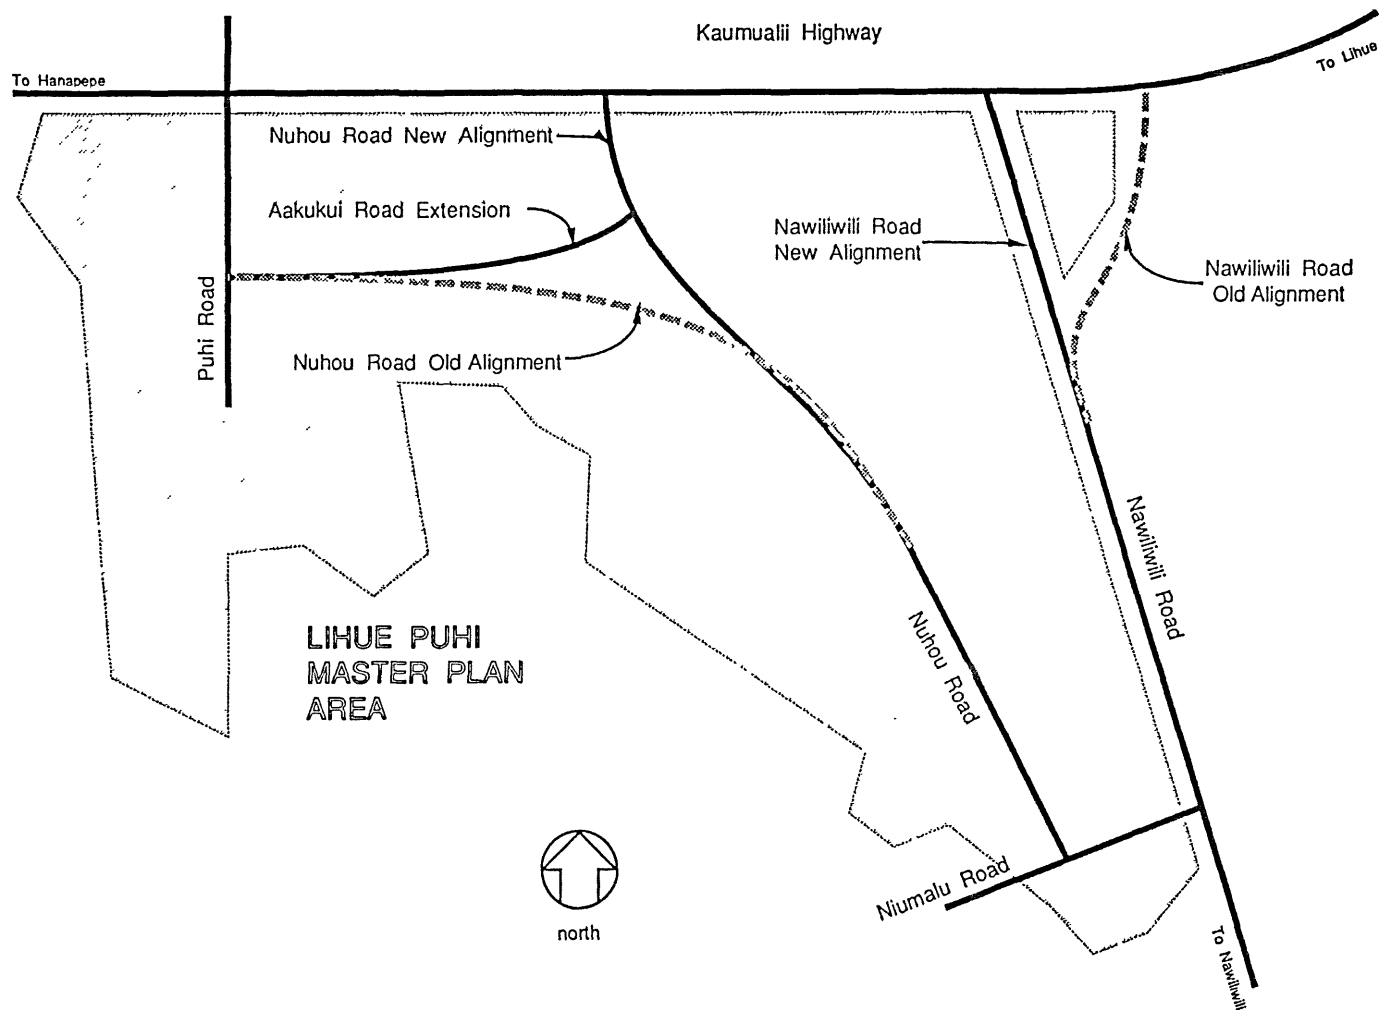 Kaumualii Highway
To Hanapepe
To Lihue
Nuhou Road New Alignment
Aakukui Road Extension
Nawiliwili Road
New Alignment
Nawiliwili Road
Old Alignment
Puhi Road
Nuhou Road Old Alignment
Nawiliwili Road
LIHUE PUHI
MASTER PLAN
AREA
Nuhou Road
Niumalu Road
north
To Nawiliwili